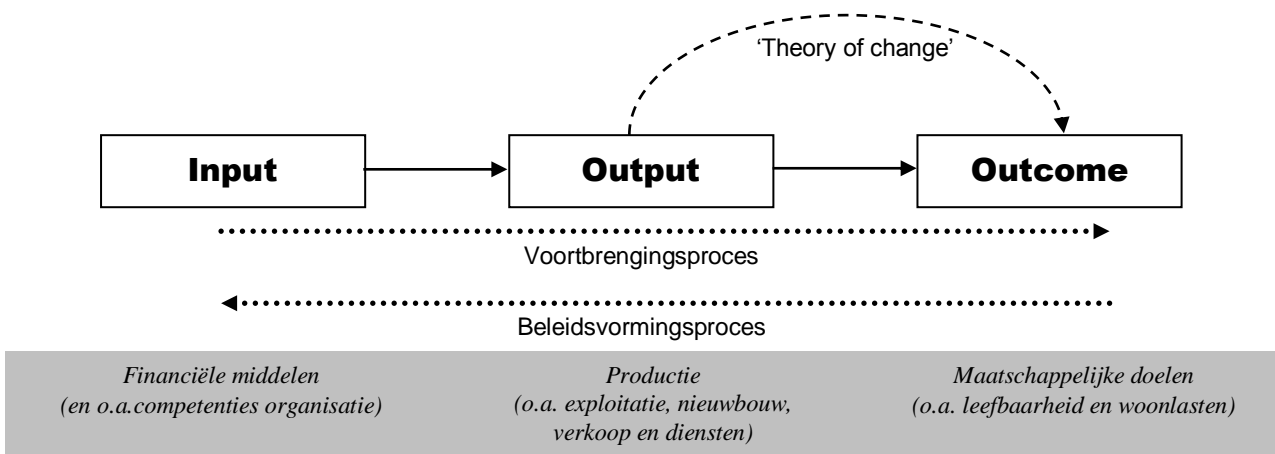 ‘Theory of change’
Input
Output
Outcome
Voortbrengingsproces
Beleidsvormingsproces
Financiële middelen
(en o.a.competenties organisatie)
Productie
(o.a. exploitatie, nieuwbouw,
verkoop en diensten)
Maatschappelijke doelen
(o.a. leefbaarheid en woonlasten)